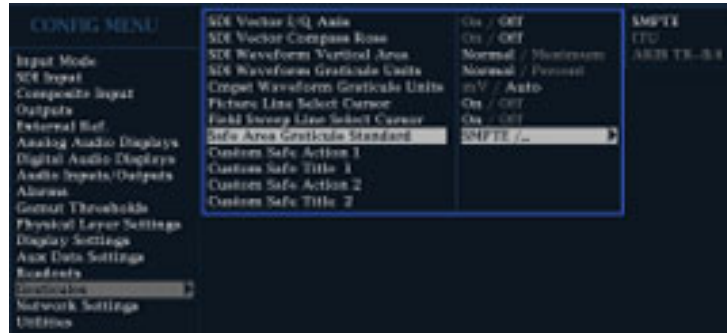 CONFIG MENU
Input Mode
SDI Input
Composite Input
Outputs
External Ref.
Analog Audio Displays
Digital Audio Displays
Audio Inputs/Outputs
Alarms
Gamut Thresholds
Physical Layer Settings
Display Settings
Aux Data Settings
Readouts
Graticules
Network Settings
Utilities
SDI Vector I/Q Axis On / Off
SDI Vector Compass Rose On / Off
SDI Waveform Vertical Area Normal / Maximum
SDI Waveform Graticule Units Normal / Percent
Cmpst Waveform Graticule Units mV / Auto
Picture Line Select Cursor On / Off
Field Sweep Line Select Cursor On / Off
Safe Area Graticule Standard SMPTE /...
Custom Safe Action 1
Custom Safe Title 1
Custom Safe Action 2
Custom Safe Title 2
SMPTE
ITU
ARIB TR-B4